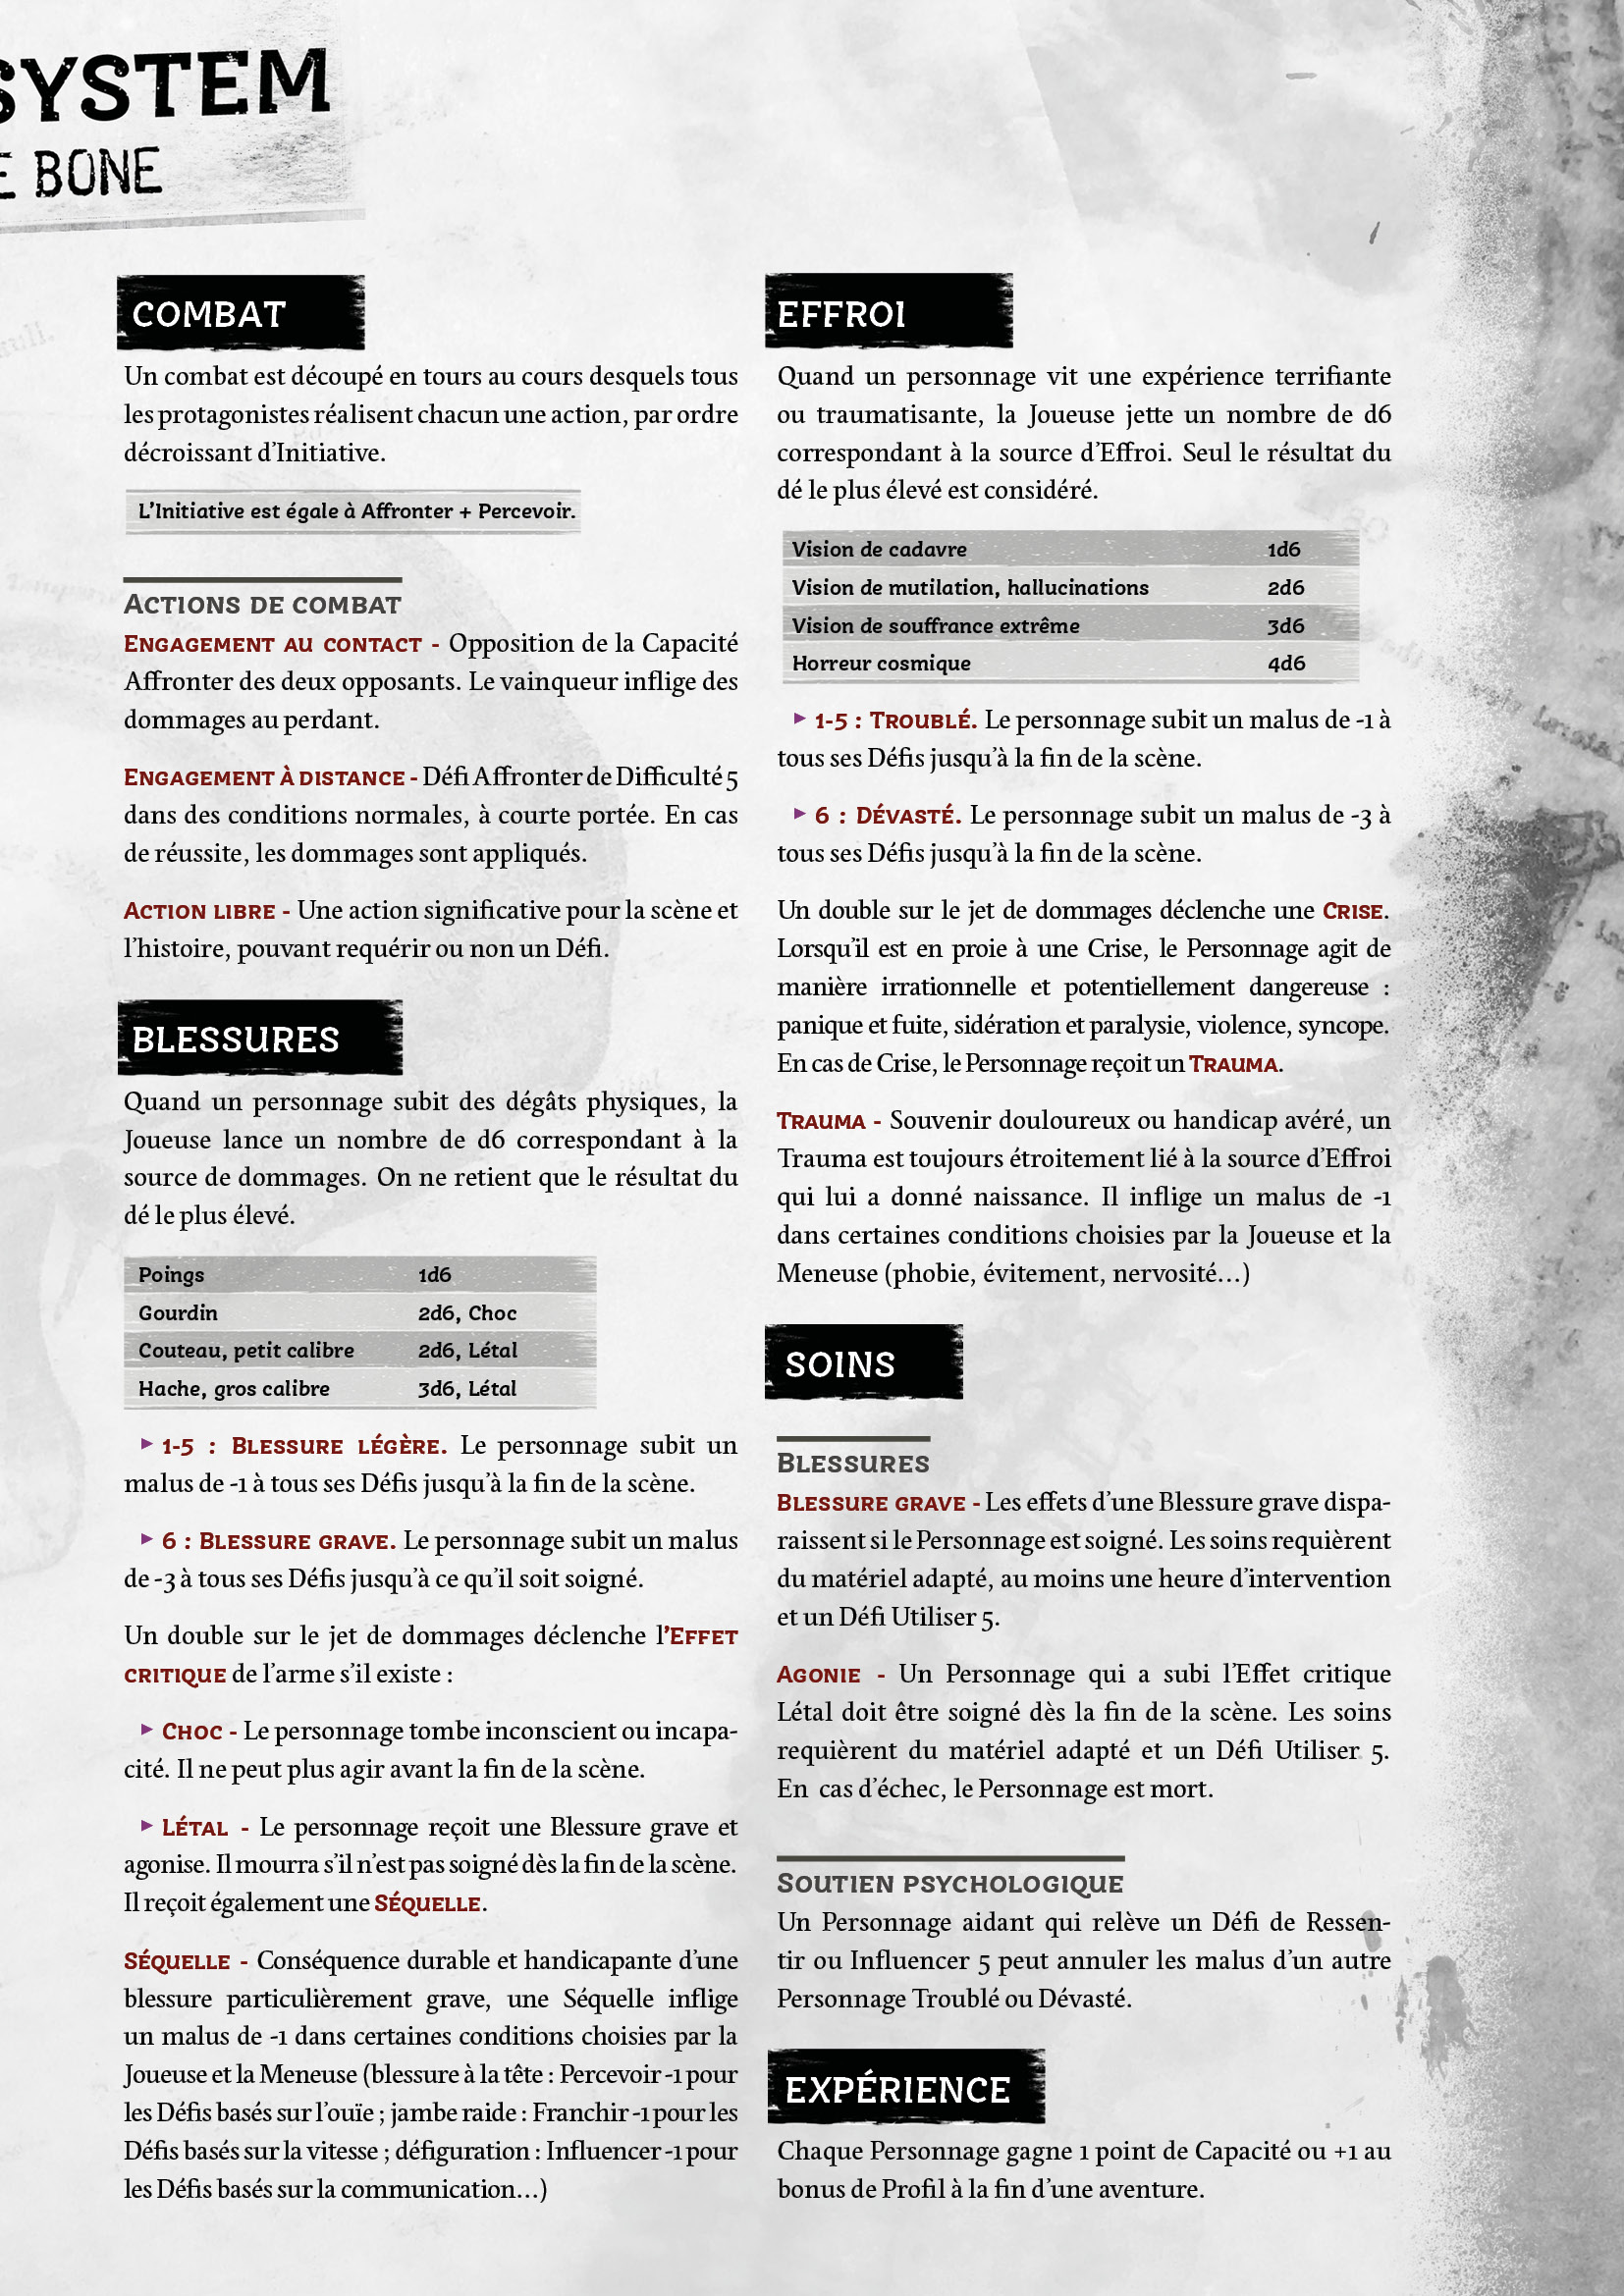 SYSTEM
E BONE
COMBAT
Un combat est découpé en tours au cours desquels tous
les protagonistes réalisent chacun une action, par ordre
décroissant d’Initiative.
L’Initiative est égale à Affronter + Percevoir.
Actions de combat
Engagement au contact - Opposition de la Capacité
Affronter des deux opposants. Le vainqueur inflige des
dommages au perdant.
Engagement à distance - Défi Affronter de Difficulté 5
dans des conditions normales, à courte portée. En cas
de réussite, les dommages sont appliqués.
Action libre - Une action significative pour la scène et
l’histoire, pouvant requérir ou non un Défi.
BLESSURES
Quand un personnage subit des dégâts physiques, la
Joueuse lance un nombre de d6 correspondant à la
source de dommages. On ne retient que le résultat du
dé le plus élevé.
Poings 1d6
Gourdin 2d6, Choc
Couteau, petit calibre 2d6, Létal
Hache, gros calibre 3d6, Létal
► 1-5 : Blessure légère. Le personnage subit un
malus de -1 à tous ses Défis jusqu’à la fin de la scène.
► 6 : Blessure grave. Le personnage subit un malus
de -3 à tous ses Défis jusqu’à ce qu’il soit soigné.
Un double sur le jet de dommages déclenche l’Effet
critique de l’arme s’il existe :
► Choc - Le personnage tombe inconscient ou incapa-
cité. Il ne peut plus agir avant la fin de la scène.
► Létal - Le personnage reçoit une Blessure grave et
agonise. Il mourra s’il n’est pas soigné dès la fin de la scène.
Il reçoit également une Séquelle.
Séquelle - Conséquence durable et handicapante d’une
blessure particulièrement grave, une Séquelle inflige
un malus de -1 dans certaines conditions choisies par la
Joueuse et la Meneuse (blessure à la tête : Percevoir -1 pour
les Défis basés sur l’ouïe ; jambe raide : Franchir -1 pour les
Défis basés sur la vitesse ; défiguration : Influencer -1 pour
les Défis basés sur la communication...)
EFFROI
Quand un personnage vit une expérience terrifiante
ou traumatisante, la Joueuse jette un nombre de d6
correspondant à la source d’Effroi. Seul le résultat du
dé le plus élevé est considéré.
Vision de cadavre 1d6
Vision de mutilation, hallucinations 2d6
Vision de souffrance extrême 3d6
Horreur cosmique 4d6
► 1-5 : Troublé. Le personnage subit un malus de -1 à
tous ses Défis jusqu’à la fin de la scène.
► 6 : Dévasté. Le personnage subit un malus de -3 à
tous ses Défis jusqu’à la fin de la scène.
Un double sur le jet de dommages déclenche une Crise.
Lorsqu’il est en proie à une Crise, le Personnage agit de
manière irrationnelle et potentiellement dangereuse :
panique et fuite, sidération et paralysie, violence, syncope.
En cas de Crise, le Personnage reçoit un Trauma.
Trauma - Souvenir douloureux ou handicap avéré, un
Trauma est toujours étroitement lié à la source d’Effroi
qui lui a donné naissance. Il inflige un malus de -1
dans certaines conditions choisies par la Joueuse et la
Meneuse (phobie, évitement, nervosité...)
SOINS
Blessures
Blessure grave - Les effets d’une Blessure grave dispa-
raissent si le Personnage est soigné. Les soins requièrent
du matériel adapté, au moins une heure d’intervention
et un Défi Utiliser 5.
Agonie - Un Personnage qui a subi l’Effet critique
Létal doit être soigné dès la fin de la scène. Les soins
requièrent du matériel adapté et un Défi Utiliser 5.
En cas d’échec, le Personnage est mort.
Soutien psychologique
Un Personnage aidant qui relève un Défi de Ressen-
tir ou Influencer 5 peut annuler les malus d’un autre
Personnage Troublé ou Dévasté.
EXPÉRIENCE
Chaque Personnage gagne 1 point de Capacité ou +1 au
bonus de Profil à la fin d’une aventure.